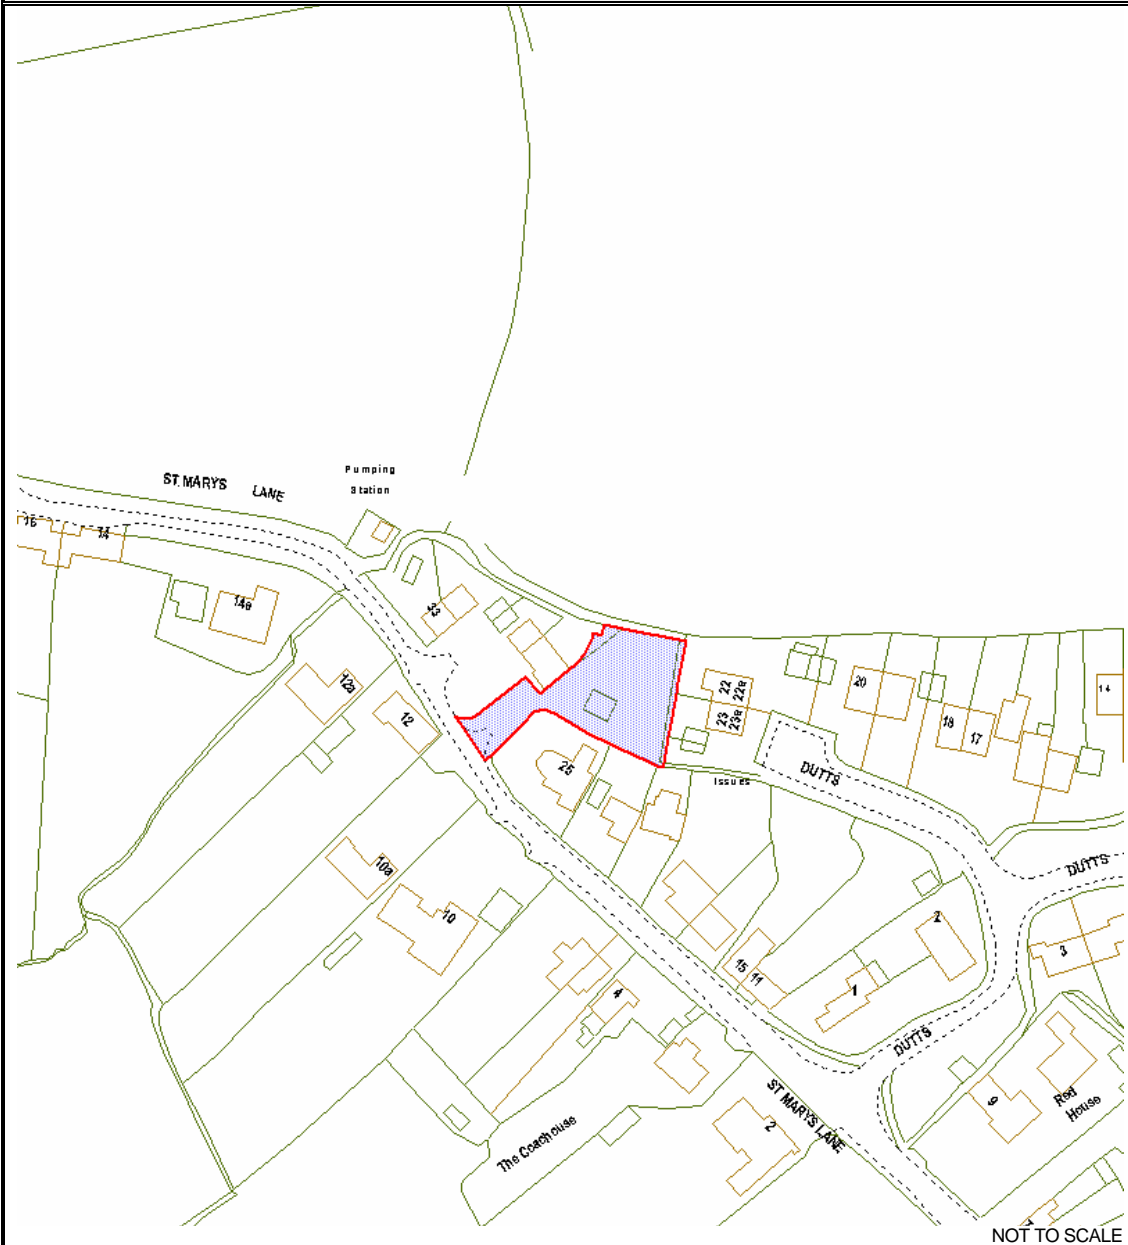 Pumping
Station
ST. MARYS LANE
16
14
14a
33
12a
12
22
22a
23
23a
20
18
17
14
25
Issues
DUTTS
DUTTS
10a
10
2
3
15
11
1
4
DUTTS
ST MARYS LANE
9
Red
House
2
The Coachouse
NOT TO SCALE